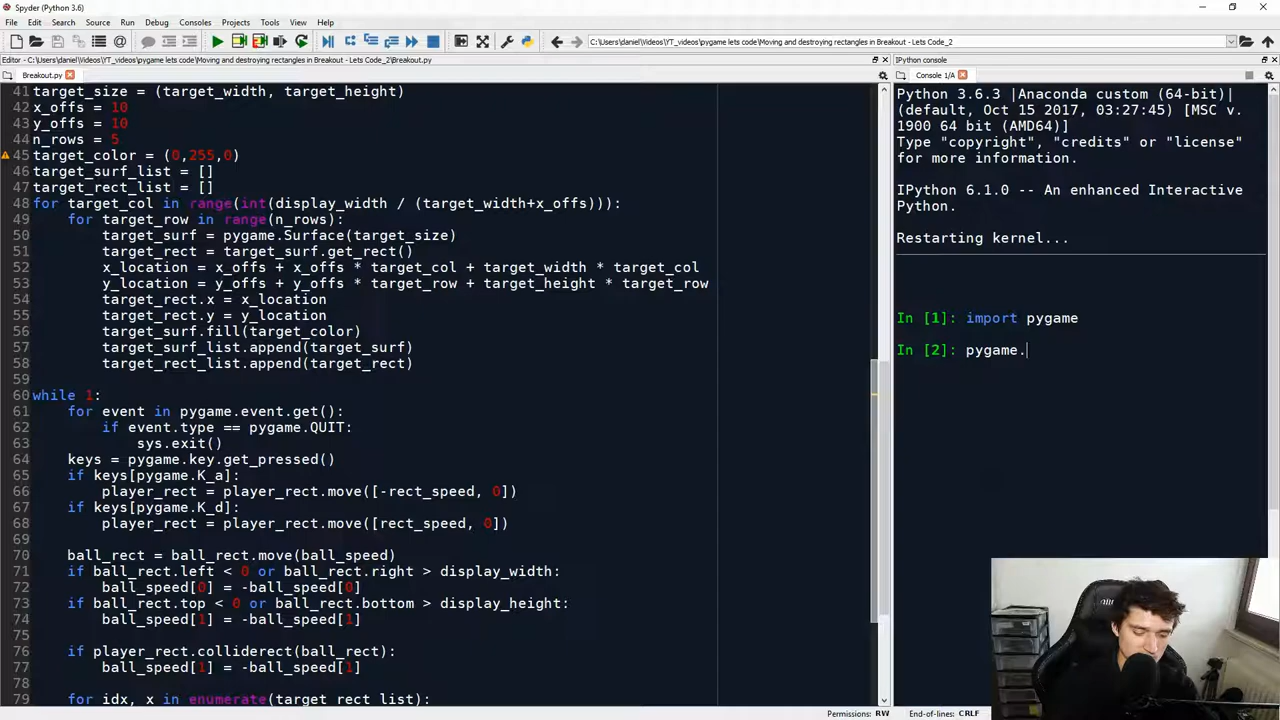 Spyder (Python 3.6)
File Edit Search Source Run Debug Consoles Projects Tools View Help
C:\Users\daniel\Videos\YT_videos\pygame lets code\Moving and destroying rectangles in Breakout - Lets Code_2
Editor - C:\Users\daniel\Videos\YT_videos\pygame lets code\Moving and destroying rectangles in Breakout - Lets Code_2\Breakout.py
Breakout.py
41 target_size = (target_width, target_height)
42 x_offs = 10
43 y_offs = 10
44 n_rows = 5
45 target_color = (0,255,0)
46 target_surf_list = []
47 target_rect_list = []
48 for target_col in range(int(display_width / (target_width+x_offs))):
49     for target_row in range(n_rows):
50         target_surf = pygame.Surface(target_size)
51         target_rect = target_surf.get_rect()
52         x_location = x_offs + x_offs * target_col + target_width * target_col
53         y_location = y_offs + y_offs * target_row + target_height * target_row
54         target_rect.x = x_location
55         target_rect.y = y_location
56         target_surf.fill(target_color)
57         target_surf_list.append(target_surf)
58         target_rect_list.append(target_rect)
59
60 while 1:
61     for event in pygame.event.get():
62         if event.type == pygame.QUIT:
63             sys.exit()
64     keys = pygame.key.get_pressed()
65     if keys[pygame.K_a]:
66         player_rect = player_rect.move([-rect_speed, 0])
67     if keys[pygame.K_d]:
68         player_rect = player_rect.move([rect_speed, 0])
69
70     ball_rect = ball_rect.move(ball_speed)
71     if ball_rect.left < 0 or ball_rect.right > display_width:
72         ball_speed[0] = -ball_speed[0]
73     if ball_rect.top < 0 or ball_rect.bottom > display_height:
74         ball_speed[1] = -ball_speed[1]
75
76     if player_rect.colliderect(ball_rect):
77         ball_speed[1] = -ball_speed[1]
78
79     for idx, x in enumerate(target_rect_list):
IPython console
Console 1/A
Python 3.6.3 |Anaconda custom (64-bit)|
(default, Oct 15 2017, 03:27:45) [MSC v.
1900 64 bit (AMD64)]
Type "copyright", "credits" or "license"
for more information.
IPython 6.1.0 -- An enhanced Interactive
Python.
Restarting kernel...
In [1]: import pygame
In [2]: pygame.
Permissions: RW End-of-lines: CRLF